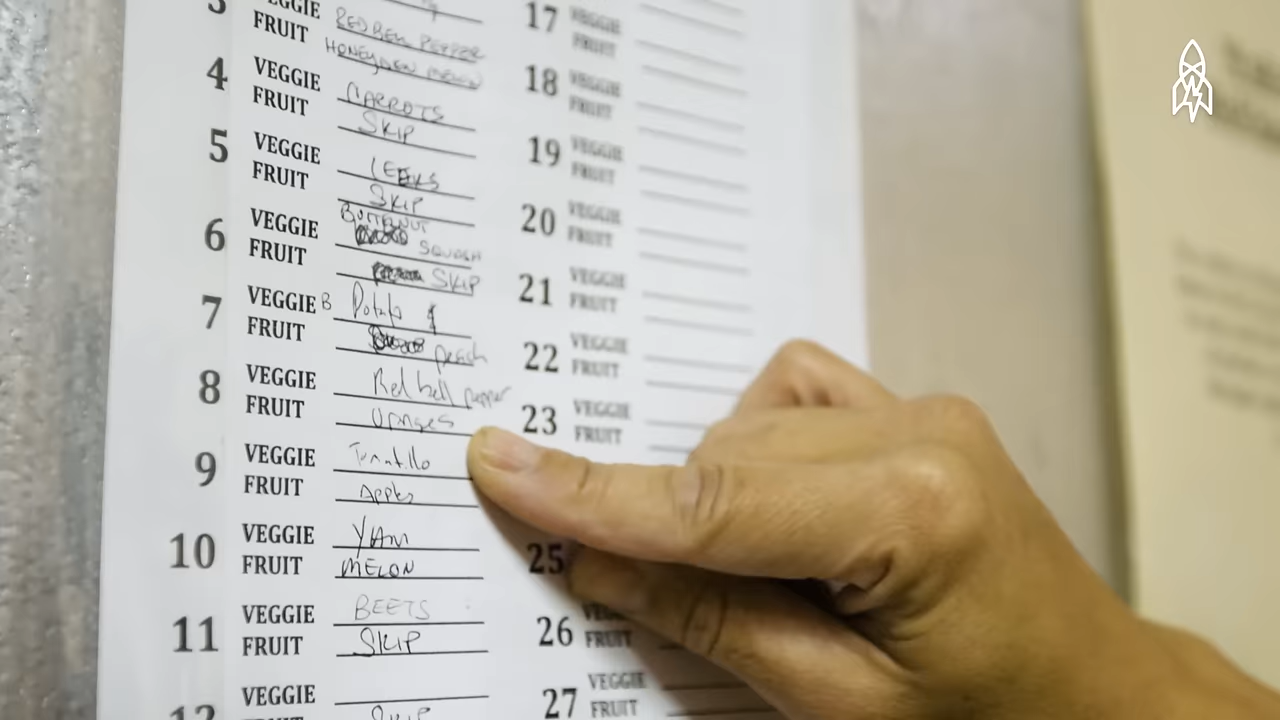 3 VEGGIE
FRUIT RED BELL PEPPER
HONEYDEW MELON
4 VEGGIE CARROTS
FRUIT SKIP
5 VEGGIE LEEKS
FRUIT SKIP
6 VEGGIE BUTTERNUT SQUASH
FRUIT SKIP
7 VEGGIE B Potato
FRUIT peach
8 VEGGIE Red bell pepper
FRUIT Oranges
9 VEGGIE Tomatillo
FRUIT Apples
10 VEGGIE YAM
FRUIT MELON
11 VEGGIE BEETS
FRUIT SKIP
12 VEGGIE
FRUIT SKIP
17 VEGGIE
FRUIT
18 VEGGIE
FRUIT
19 VEGGIE
FRUIT
20 VEGGIE
FRUIT
21 VEGGIE
FRUIT
22 VEGGIE
FRUIT
23 VEGGIE
FRUIT
25
26 VEGGIE
FRUIT
27 VEGGIE
FRUIT